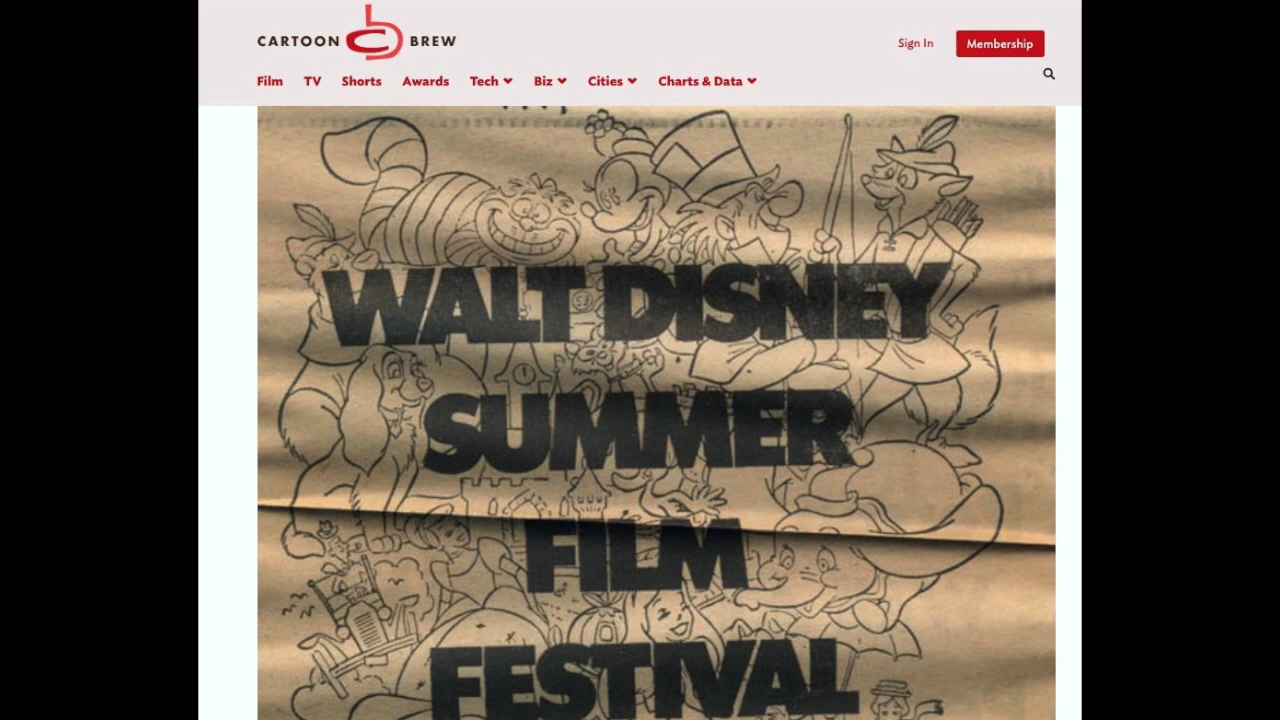 CARTOON BREW
Sign In
Membership
Film TV Shorts Awards Tech Biz Cities Charts & Data
WALT DISNEY
SUMMER
FILM
FESTIVAL